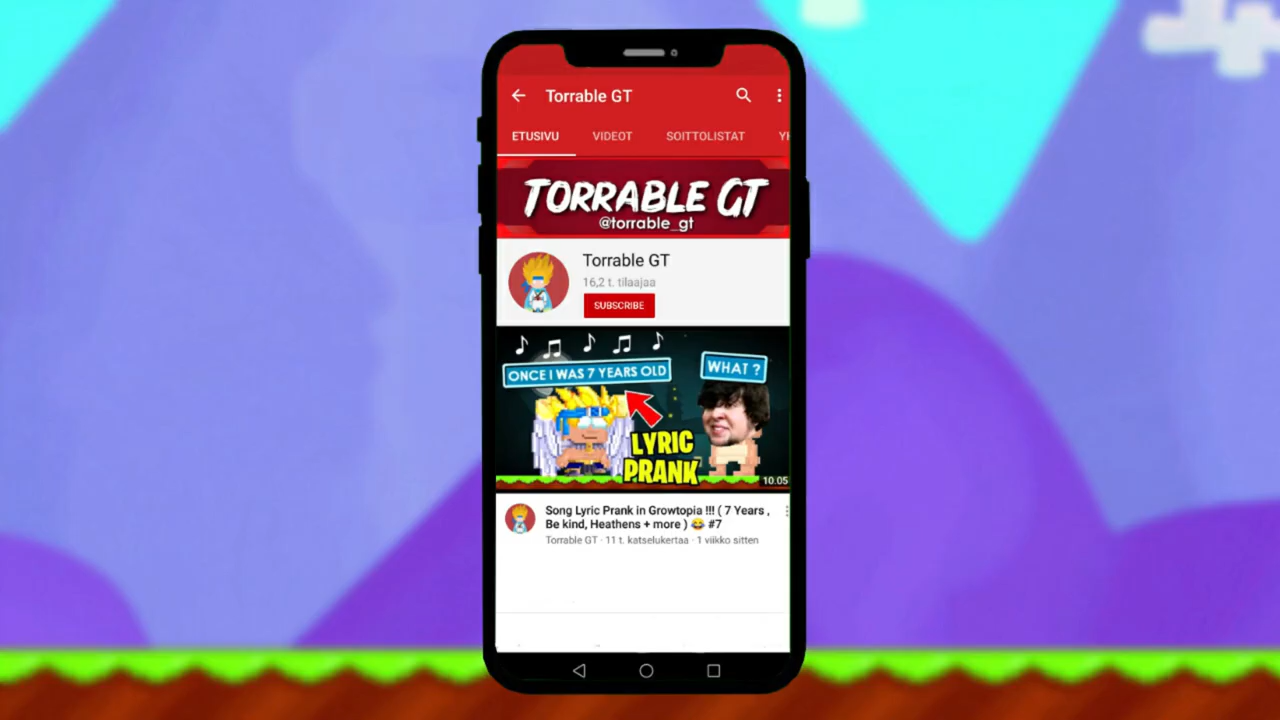 Torrable GT
ETUSIVU VIDEOT SOITTOLISTAT
TORRABLE GT
@torrable_gt
Torrable GT
16,2 t. tilaajaa
SUBSCRIBE
ONCE I WAS 7 YEARS OLD
WHAT ?
LYRIC
PRANK
10.05
Song Lyric Prank in Growtopia !!! ( 7 Years ,
Be kind, Heathens + more ) 😂 #7
Torrable GT · 11 t. katselukertaa · 1 viikko sitten